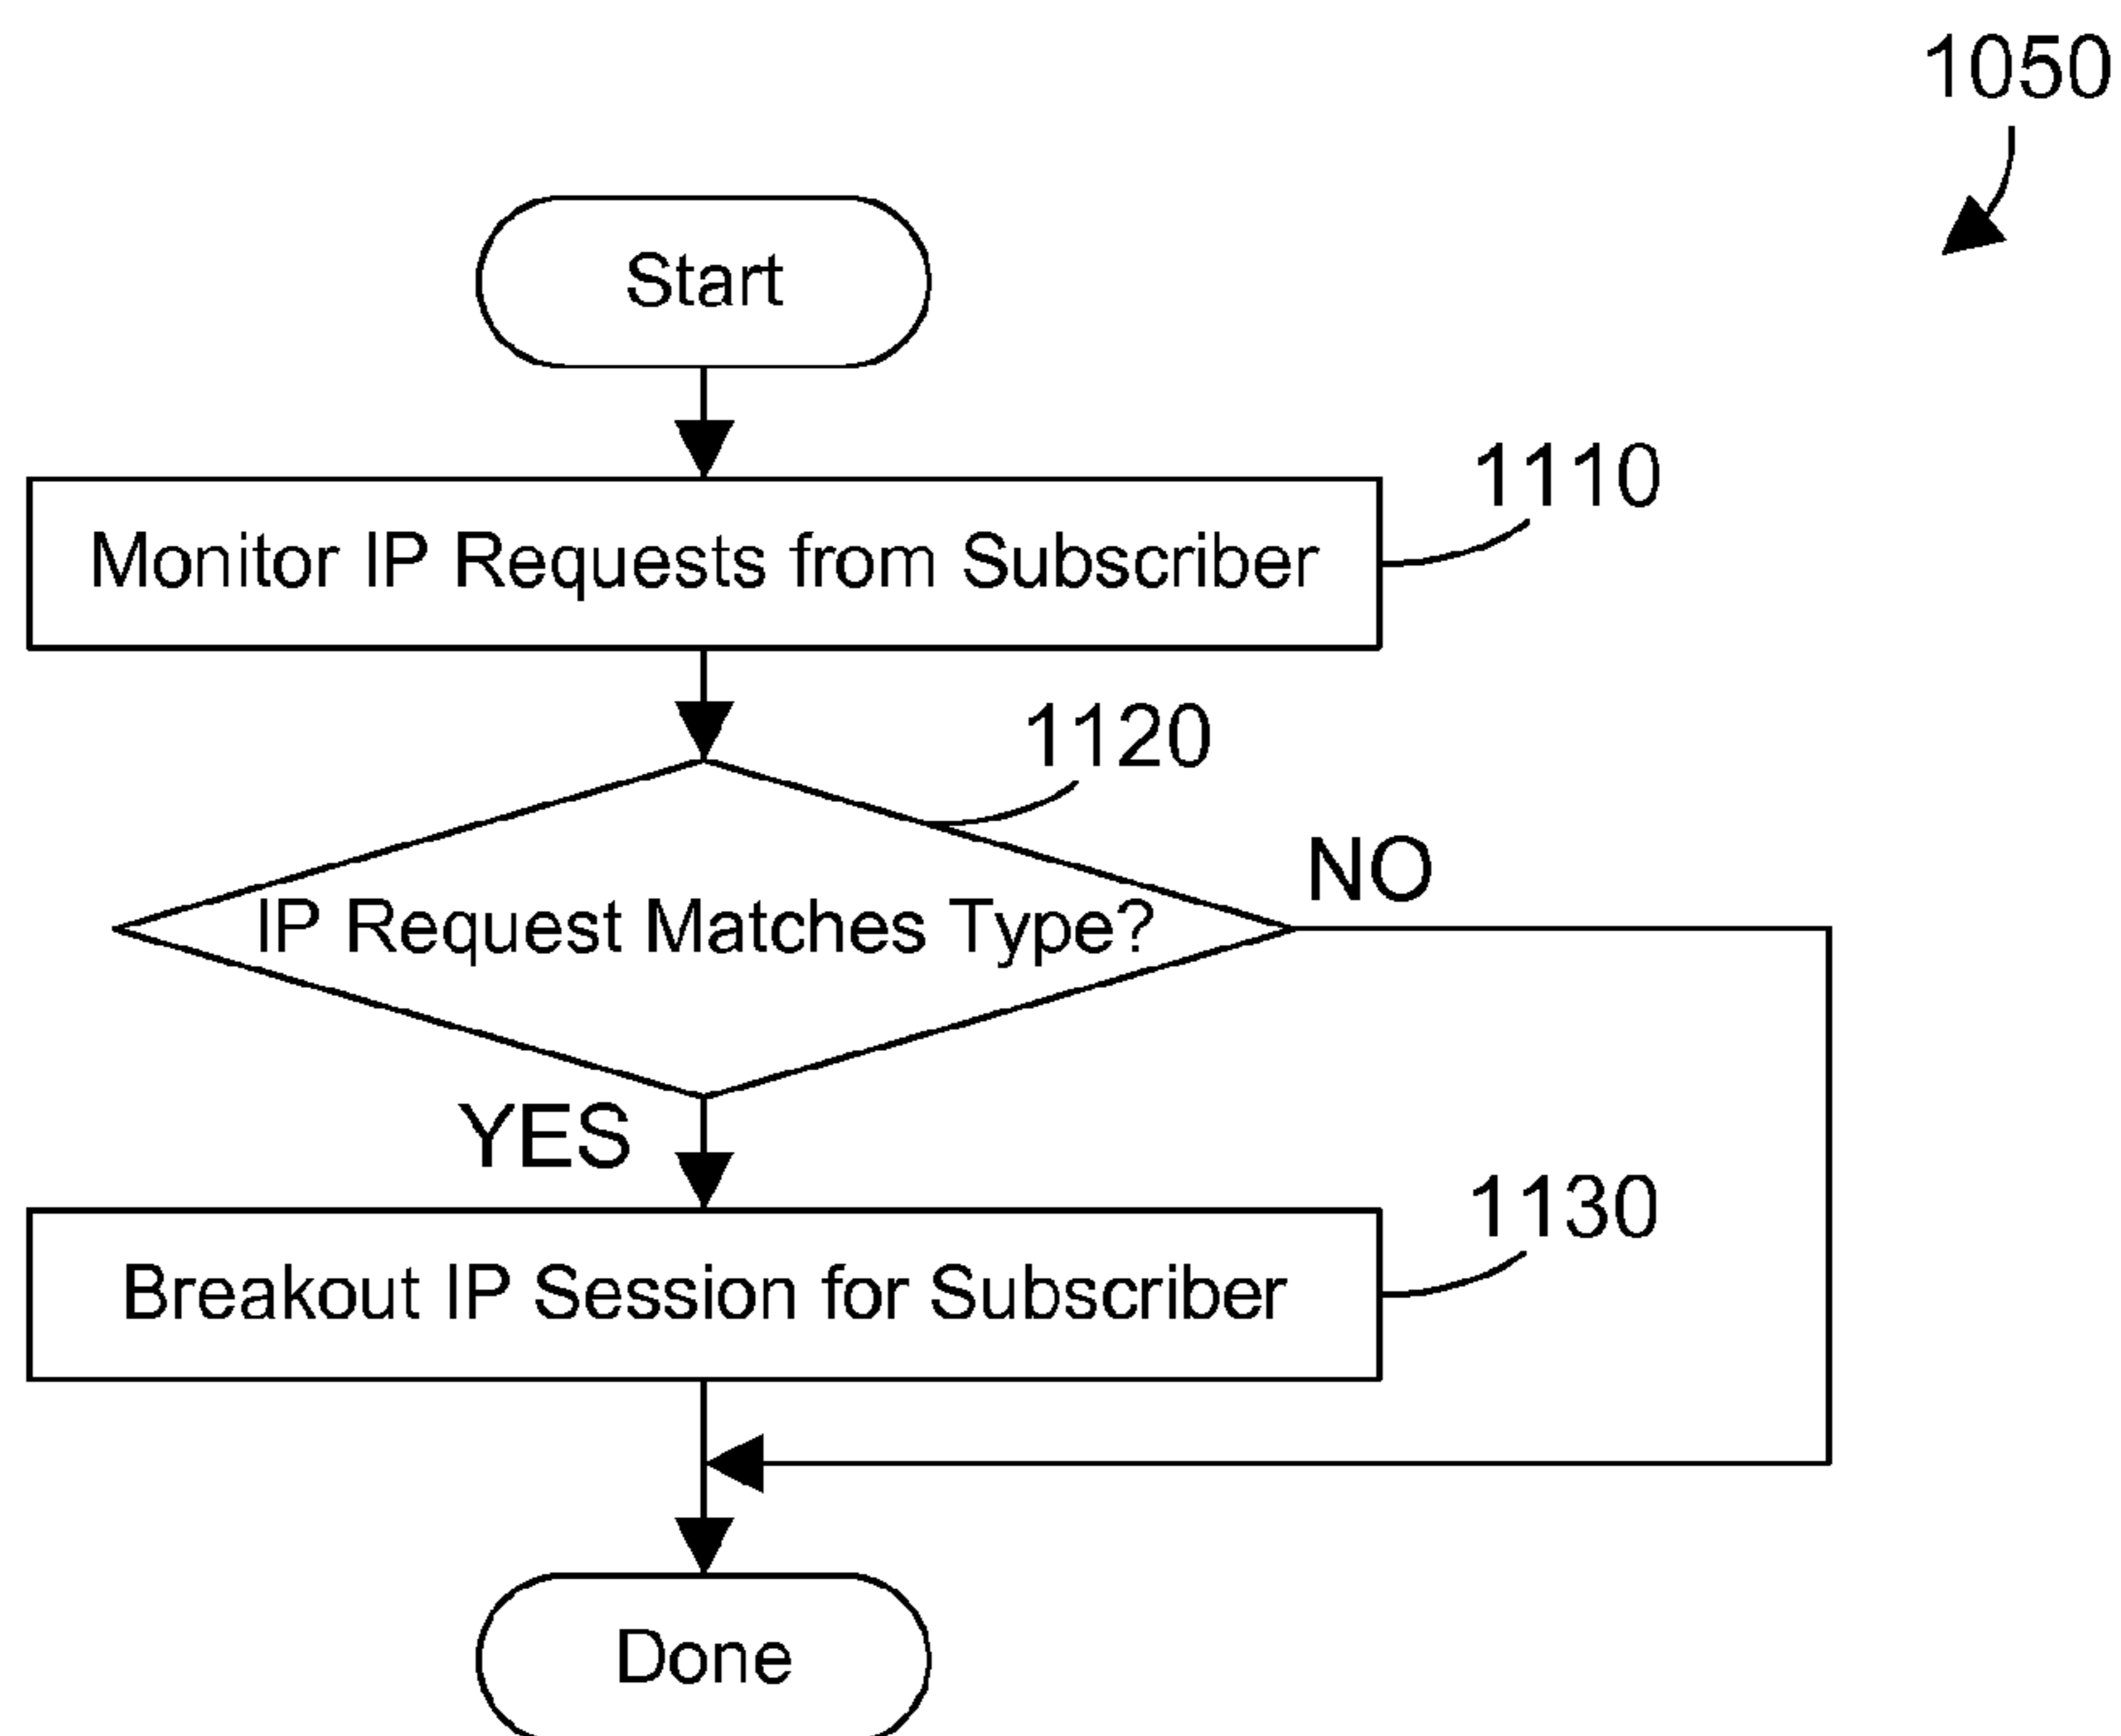 1050
Start
1110
Monitor IP Requests from Subscriber
1120
NO
IP Request Matches Type?
YES
1130
Breakout IP Session for Subscriber
Done